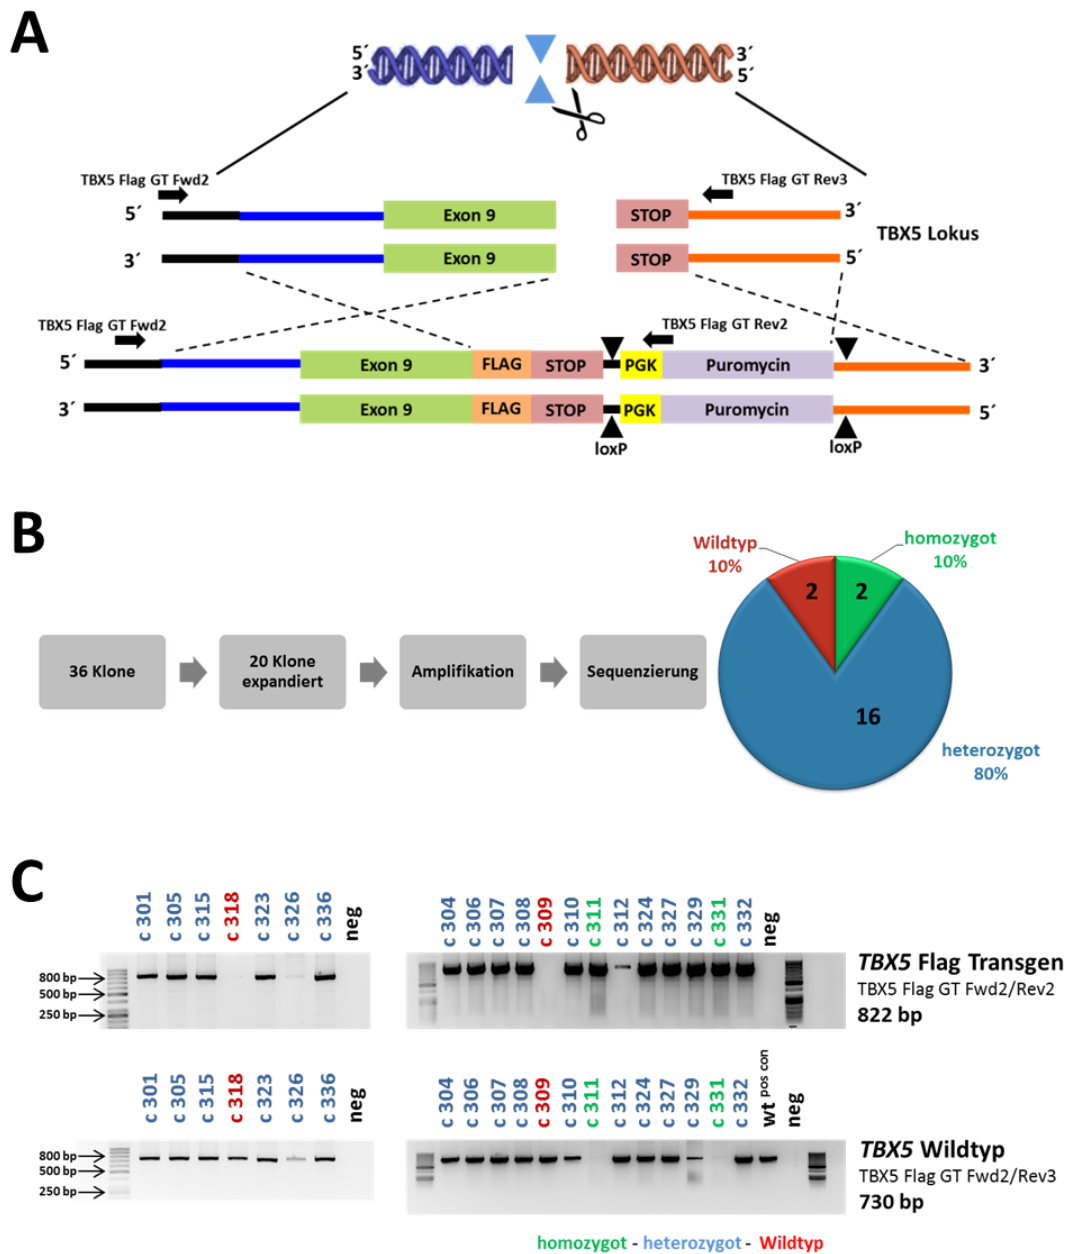 A
5´ 3´
3´ 5´
TBX5 Flag GT Fwd2
TBX5 Flag GT Rev3
5´ Exon 9 STOP 3´
TBX5 Lokus
3´ Exon 9 STOP 5´
TBX5 Flag GT Fwd2
TBX5 Flag GT Rev2
5´ Exon 9 FLAG STOP PGK Puromycin 3´
3´ Exon 9 FLAG STOP PGK Puromycin 5´
loxP loxP
B
36 Klone
20 Klone
expandiert
Amplifikation
Sequenzierung
Wildtyp
10%
homozygot
10%
2 2
16
heterozygot
80%
C
c 301 c 305 c 315 c 318 c 323 c 326 c 336 neg
c 304 c 306 c 307 c 308 c 309 c 310 c 311 c 312 c 324 c 327 c 329 c 331 c 332 neg
800 bp
500 bp
250 bp
TBX5 Flag Transgen
TBX5 Flag GT Fwd2/Rev2
822 bp
c 301 c 305 c 315 c 318 c 323 c 326 c 336 neg
c 304 c 306 c 307 c 308 c 309 c 310 c 311 c 312 c 324 c 327 c 329 c 331 c 332 wt pos con neg
800 bp
500 bp
250 bp
TBX5 Wildtyp
TBX5 Flag GT Fwd2/Rev3
730 bp
homozygot - heterozygot - Wildtyp